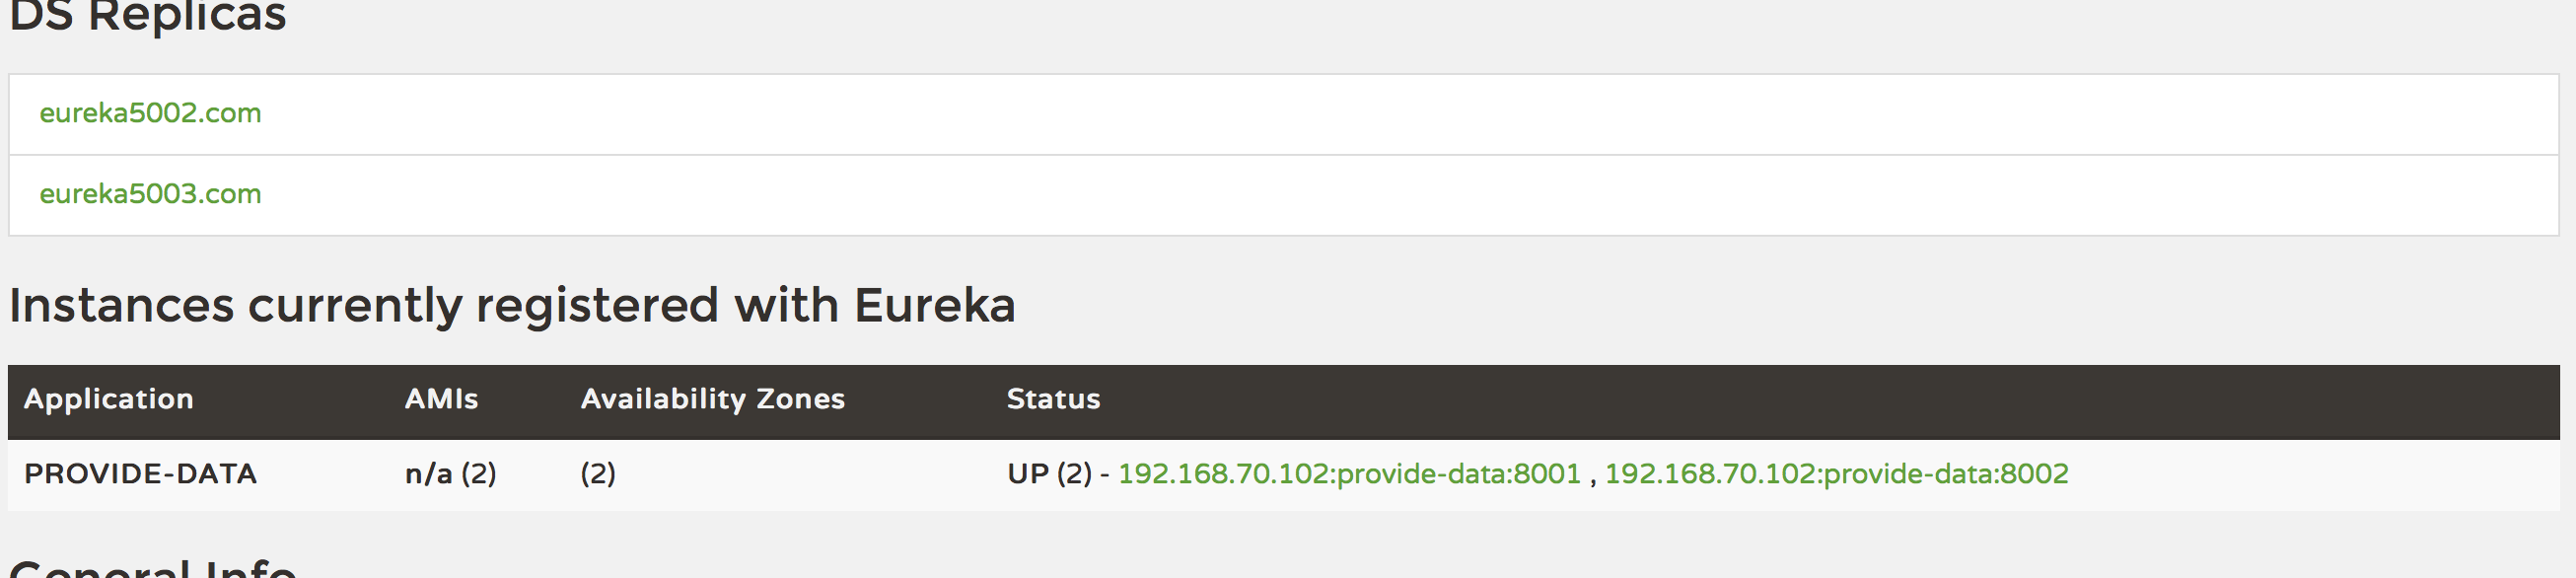 DS Replicas
eureka5002.com
eureka5003.com
Instances currently registered with Eureka
Application AMIs Availability Zones Status
PROVIDE-DATA n/a (2) (2) UP (2) - 192.168.70.102:provide-data:8001 , 192.168.70.102:provide-data:8002
General Info